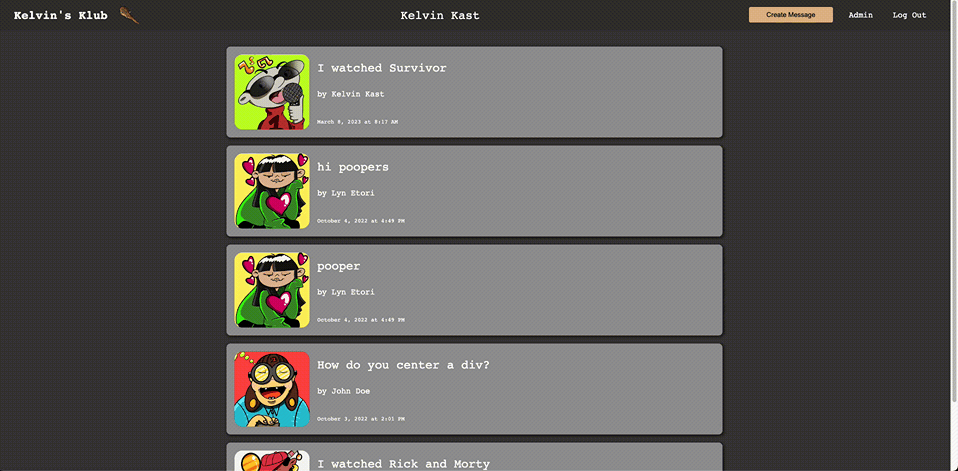 Kelvin's Klub
Kelvin Kast
Create Message
Admin
Log Out
I watched Survivor
by Kelvin Kast
March 9, 2023 at 8:17 AM
hi poopers
by Lyn Etori
October 4, 2022 at 4:49 PM
pooper
by Lyn Etori
October 4, 2022 at 4:49 PM
How do you center a div?
by John Doe
October 3, 2022 at 2:01 PM
I watched Rick and Morty